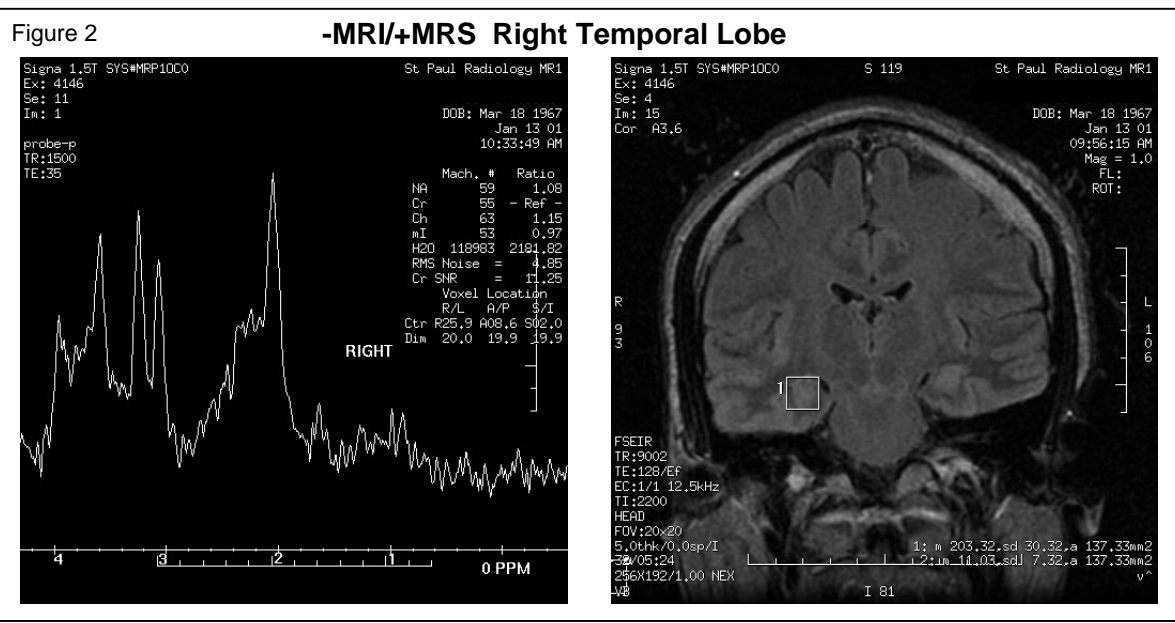 Figure 2
-MRI/+MRS Right Temporal Lobe
Signa 1.5T SYS#MRP10C0
St Paul Radiology MR1
Ex: 4146
Se: 11
Im: 1
DOB: Mar 18 1967
Jan 13 01
10:33:49 AM
probe-p
TR:1500
TE:35
Mach. # Ratio
NA 59 1.08
Cr 55 - Ref -
Ch 63 1.15
mI 53 0.97
H2O 118983 2181.82
RMS Noise = 4.85
Cr SNR = 11.25
Voxel Location
R/L A/P S/I
Ctr R25.9 A08.6 S02.0
Dim 20.0 19.9 19.9
RIGHT
4 3 2 1 0 PPM
Signa 1.5T SYS#MRP10C0
S 119
St Paul Radiology MR1
Ex: 4146
Se: 4
Im: 15
Cor A3.6
DOB: Mar 18 1967
Jan 13 01
09:56:15 AM
Mag = 1.0
FL:
ROT:
R
93
L
106
1
FSEIR
TR:9002
TE:128/Ef
EC:1/1 12.5kHz
TI:2200
HEAD
FOV:20x20
5.0thk/0.0sp/I
/05:24
256X192/1.00 NEX
1: m 203.32,sd 30.32,a 137.33mm2
2: m 11.03,sd 7.32,a 137.33mm2
v^
I 81